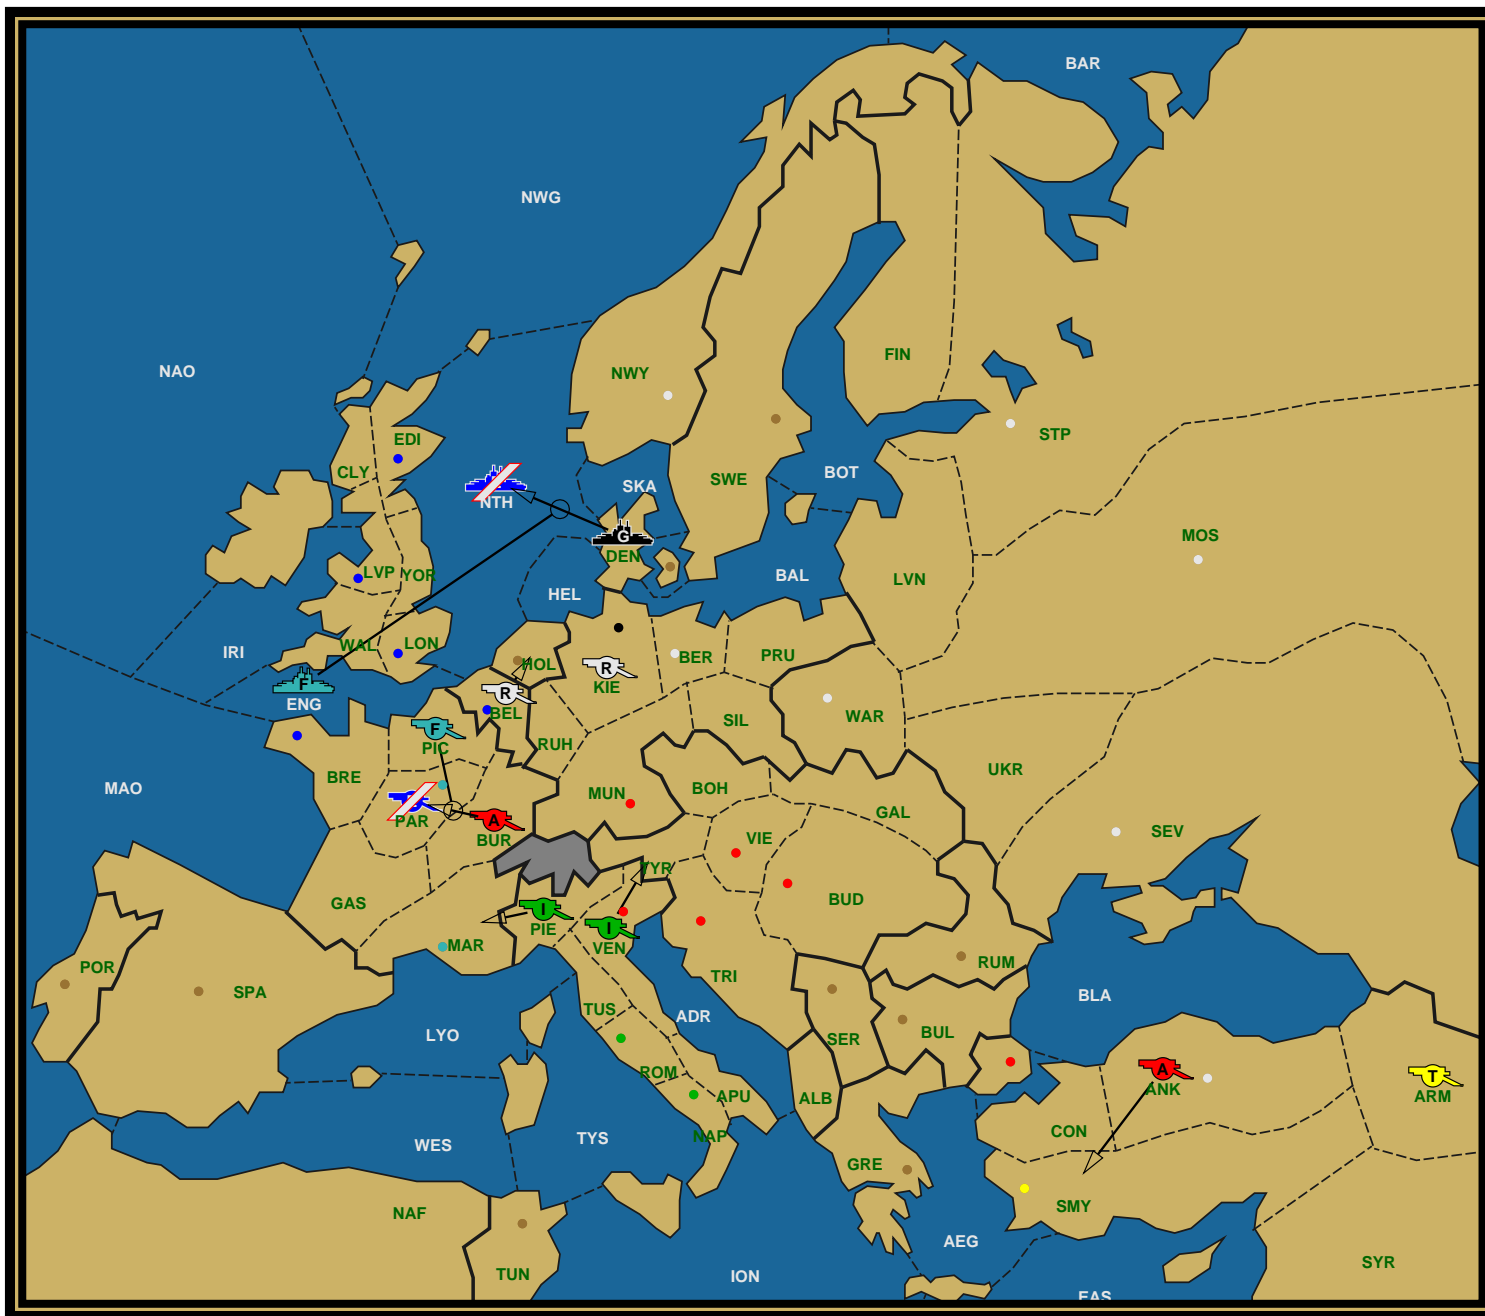 BAR
NWG
NAO
FIN
NWY
STP
EDI
CLY
BOT
SWE
SKA
NTH
MOS
G
DEN
LVP
YOR
BAL
LVN
HEL
IRI
WAL
LON
HOL
BER
PRU
R
KIE
F
ENG
R
BEL
WAR
SIL
F
PIC
RUH
UKR
BRE
MAO
MUN
BOH
GAL
PAR
A
BUR
VIE
SEV
TYR
GAS
BUD
I
PIE
I
VEN
MAR
POR
SPA
TRI
RUM
BLA
TUS
ADR
LYO
SER
BUL
ROM
A
ANK
T
ARM
APU
ALB
CON
NAP
WES
TYS
GRE
SMY
NAF
AEG
SYR
TUN
ION
EAS